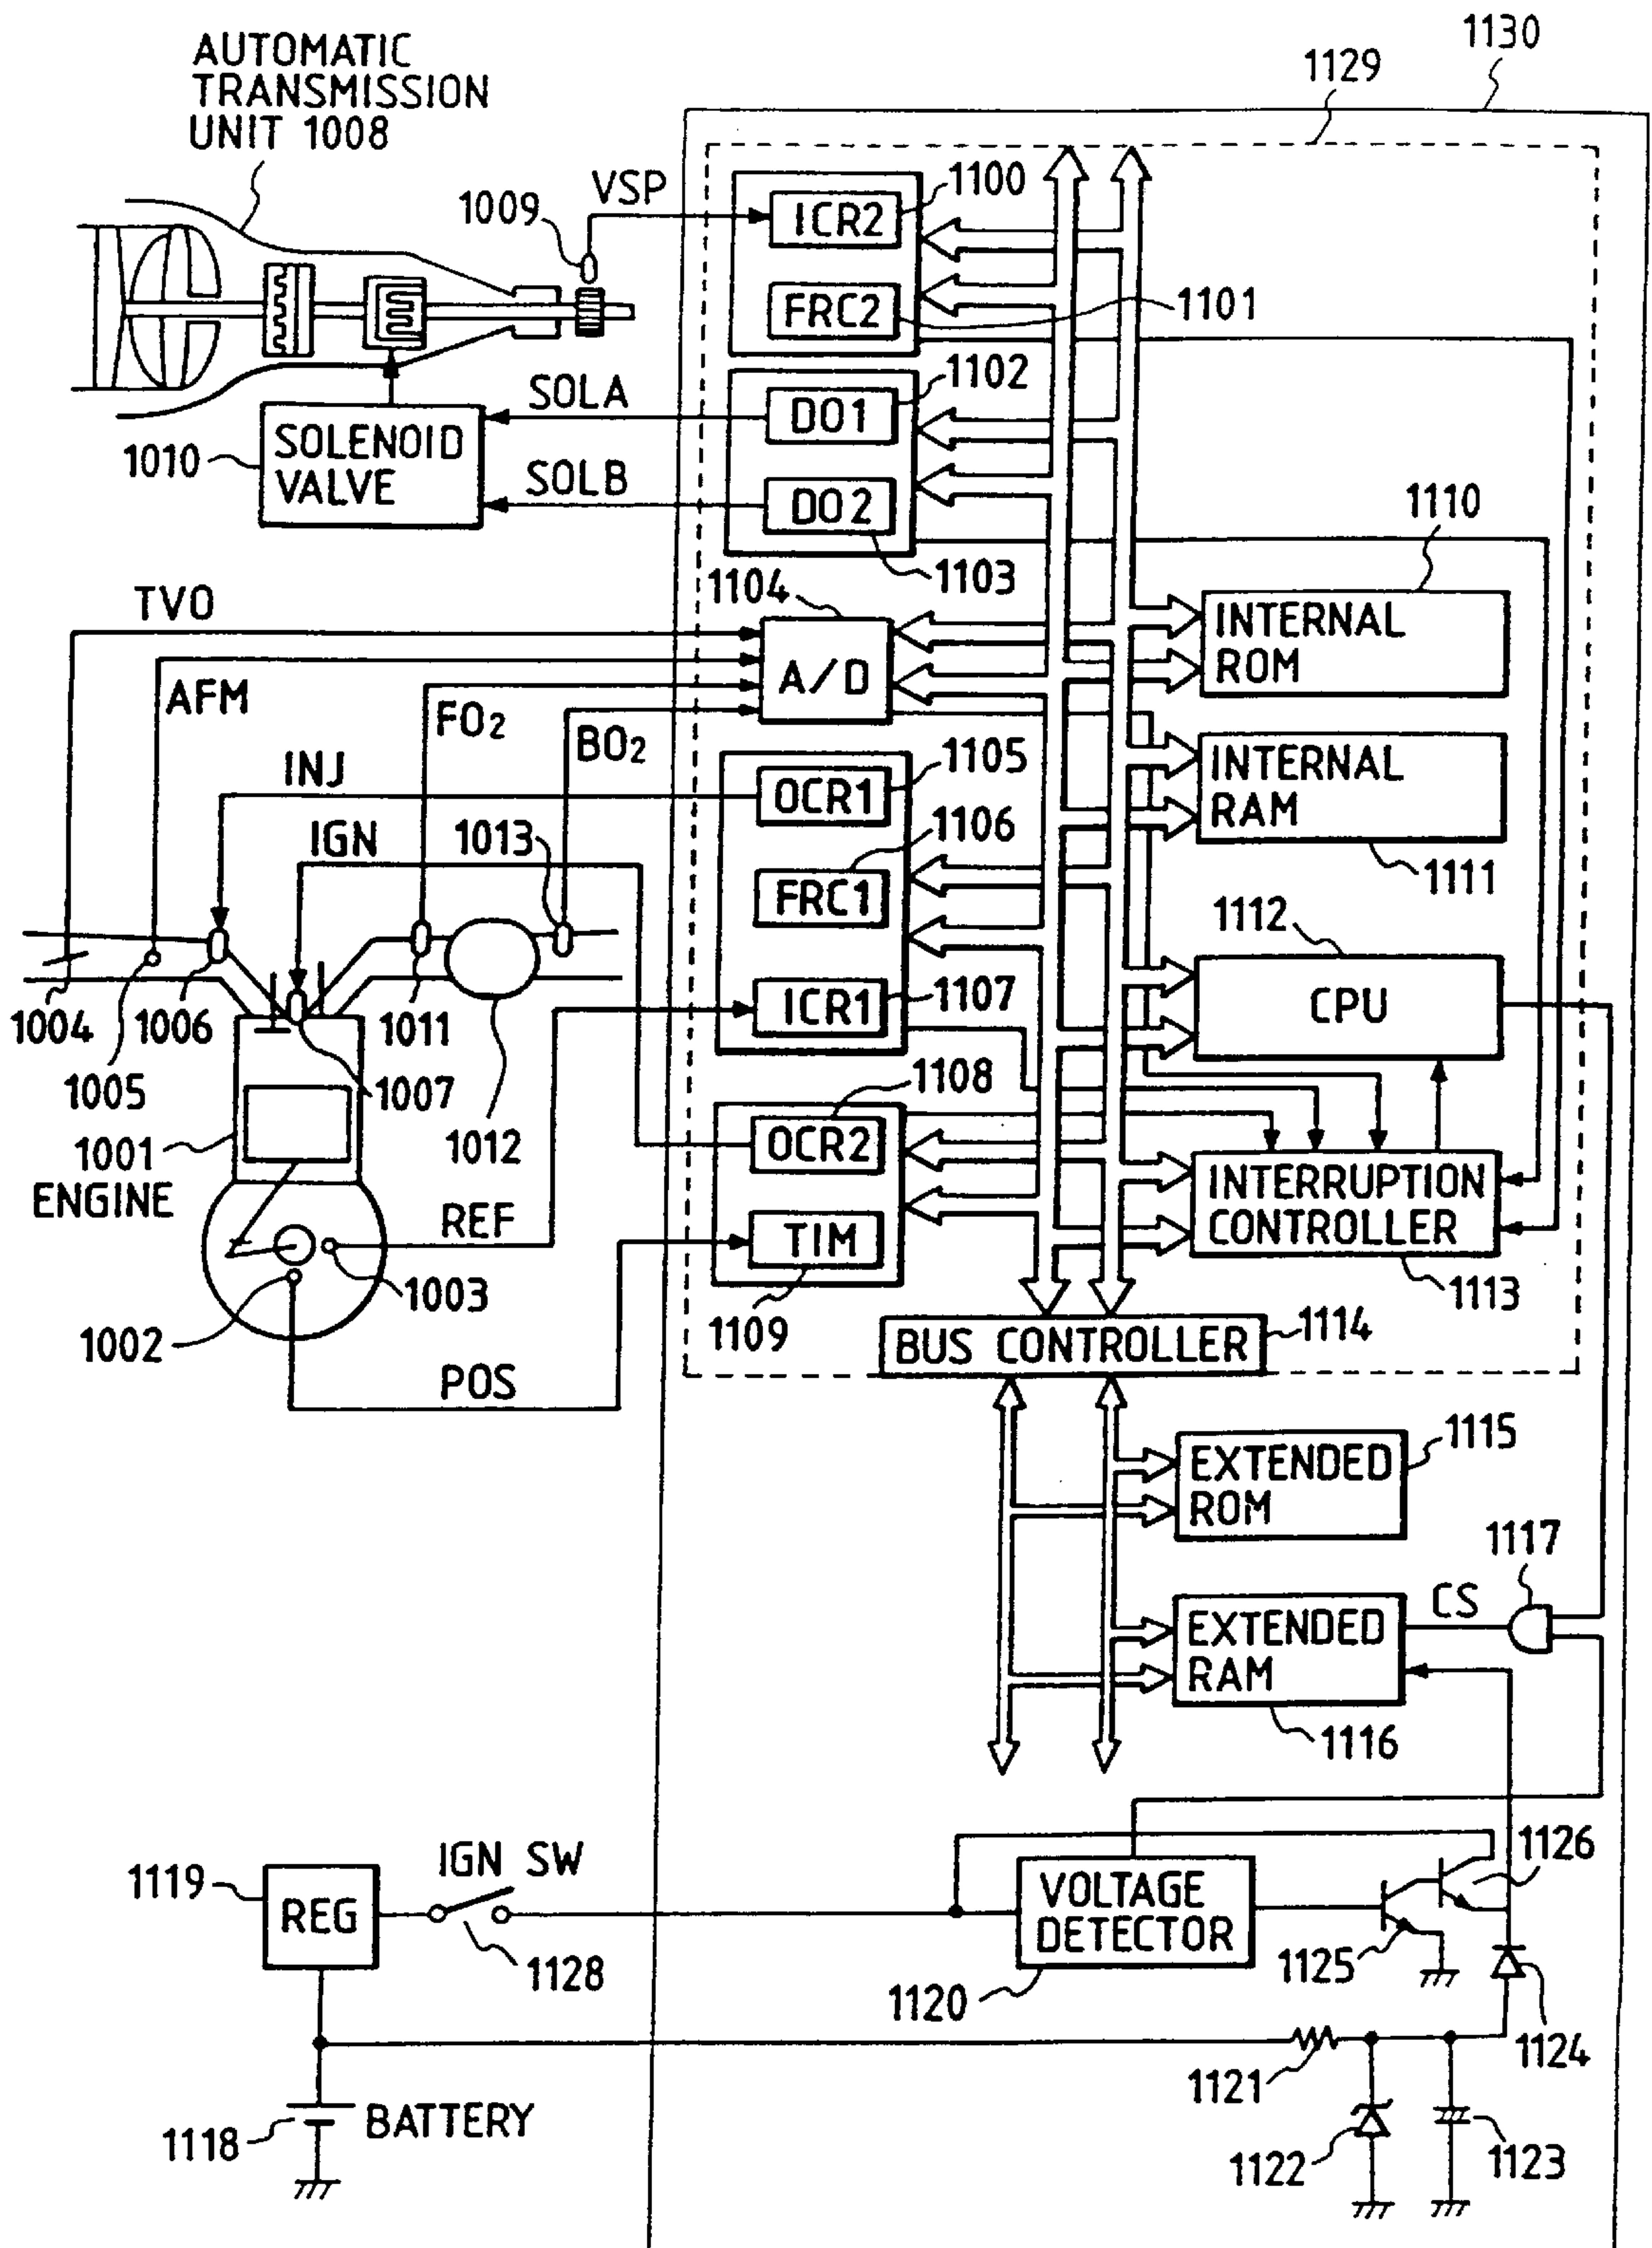 1130
1129
AUTOMATIC
TRANSMISSION
UNIT 1008
1009
VSP
ICR2
1100
FRC2
1101
1102
SOLA
DO1
SOLENOID
VALVE
1010
SOLB
DO2
1103
1110
TVO
1104
INTERNAL
ROM
A/D
AFM
FO2
BO2
INTERNAL
RAM
1111
INJ
OCR1
1105
IGN
1013
1106
FRC1
1112
CPU
1004
1006
1011
ICR1
1107
1005
1007
1012
1108
OCR2
1001
ENGINE
INTERRUPTION
CONTROLLER
1113
REF
TIM
1003
1002
1109
BUS CONTROLLER
1114
POS
EXTENDED
ROM
1115
1117
CS
EXTENDED
RAM
1116
IGN SW
1126
1119
REG
VOLTAGE
DETECTOR
1128
1125
1120
1124
1121
BATTERY
1118
1122
1123